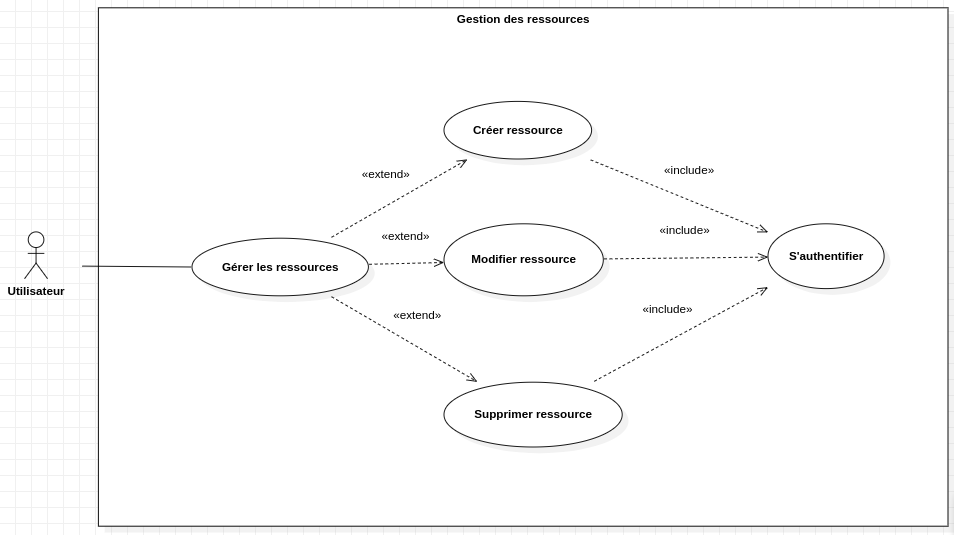 Gestion des ressources
Créer ressource
«extend»
«include»
«extend»
«include»
Utilisateur
Gérer les ressources
Modifier ressource
S'authentifier
«extend»
«include»
Supprimer ressource